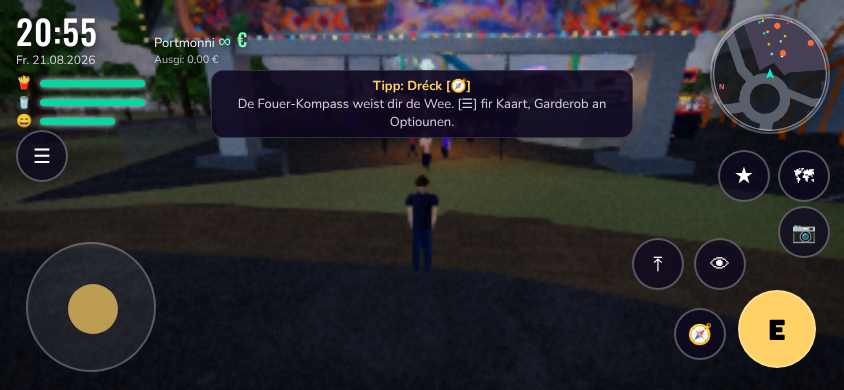 20:55
Portmonni ∞ €
Fr. 21.08.2026
Ausgi: 0,00 €
Tipp: Dréck [🧭]
De Fouer-Kompass weist dir de Wee. [☰] fir Kaart, Garderob an
Optiounen.
N
E